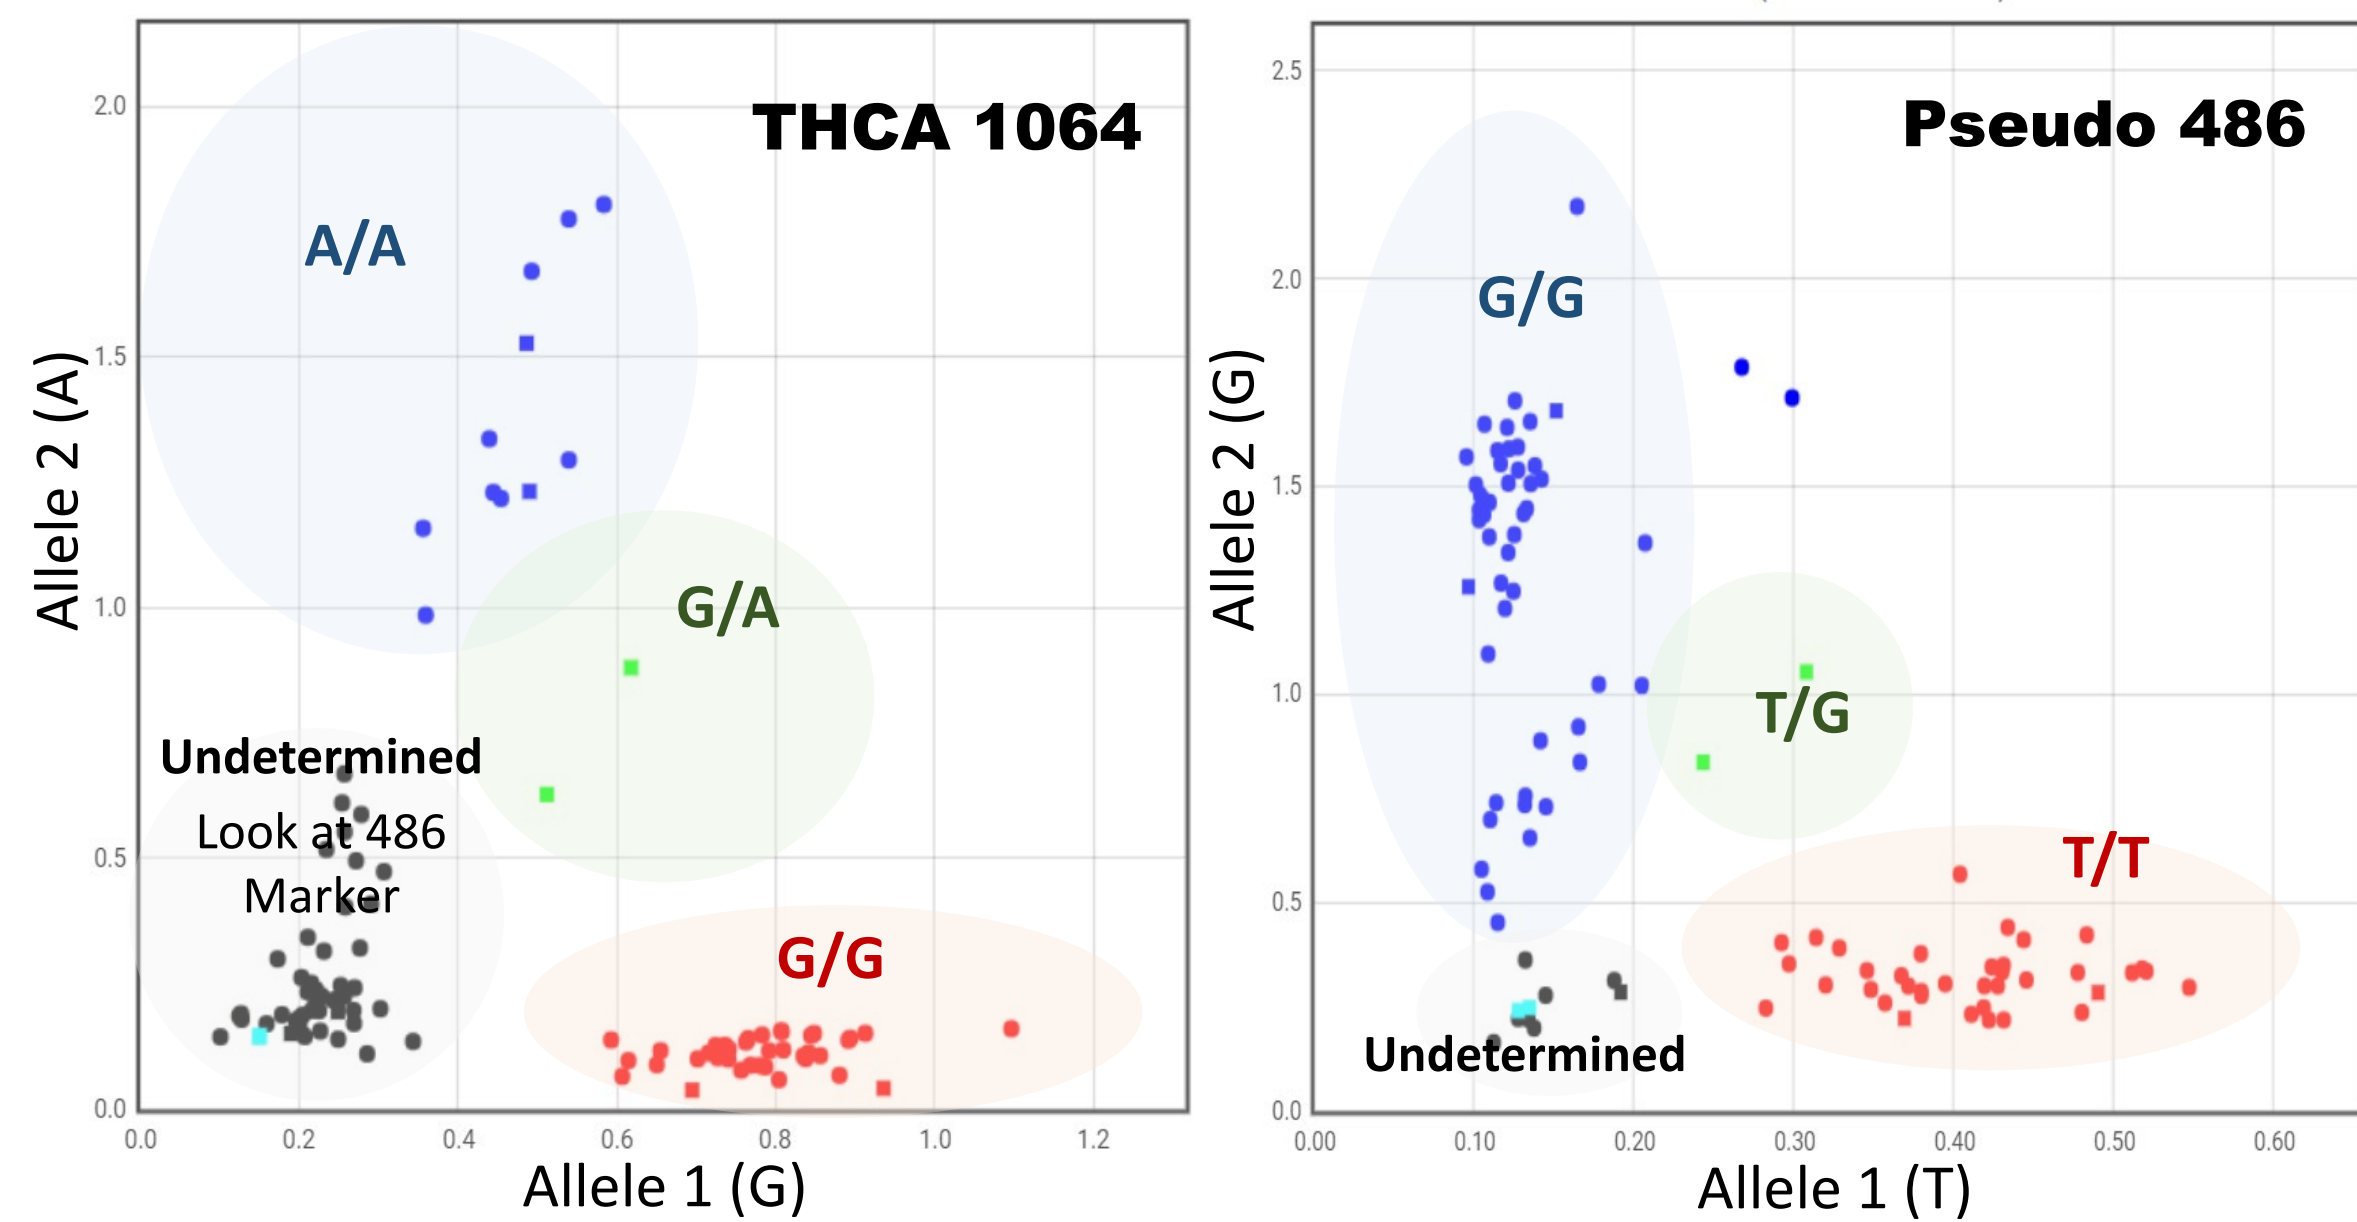 THCA 1064
A/A
G/A
G/G
Undetermined
Look at 486
Marker
Allele 2 (A)
2.0
1.5
1.0
0.5
0.0
0.0 0.2 0.4 0.6 0.8 1.0 1.2
Allele 1 (G)
Pseudo 486
G/G
T/G
T/T
Undetermined
Allele 2 (G)
2.5
2.0
1.5
1.0
0.5
0.0
0.00 0.10 0.20 0.30 0.40 0.50 0.60
Allele 1 (T)